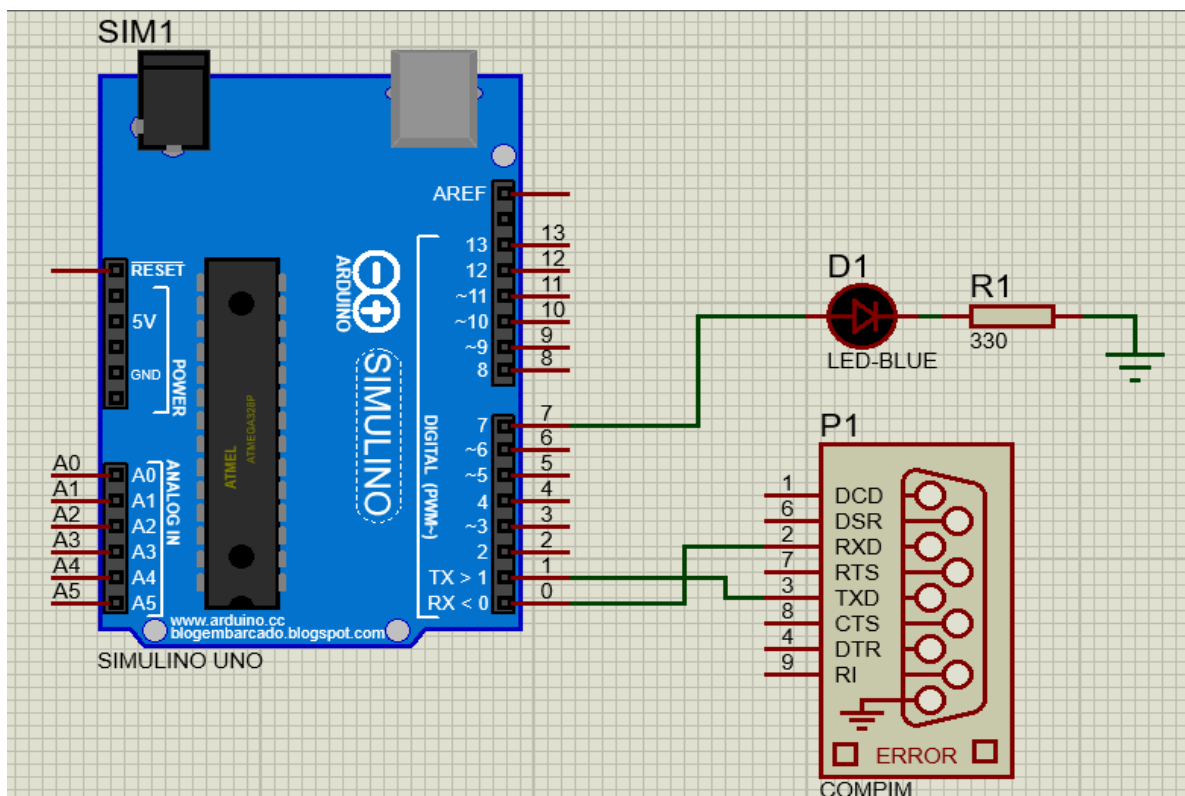 SIM1
AREF
13 13
12 12
~11 11
~10 10
~9 9
8 8
7 7
~6 6
~5 5
4 4
~3 3
2 2
TX > 1 1
RX < 0 0
RESET
5V
GND
POWER
A0 A0
A1 A1
A2 A2
A3 A3
A4 A4
A5 A5
ANALOG IN
ATMEL
ATMEGA328P
ARDUINO
SIMULINO
DIGITAL (PWM~)
www.arduino.cc
blogembarcado.blogspot.com
SIMULINO UNO
D1
LED-BLUE
R1
330
P1
1 DCD
6 DSR
2 RXD
7 RTS
3 TXD
8 CTS
4 DTR
9 RI
ERROR
COMPIM